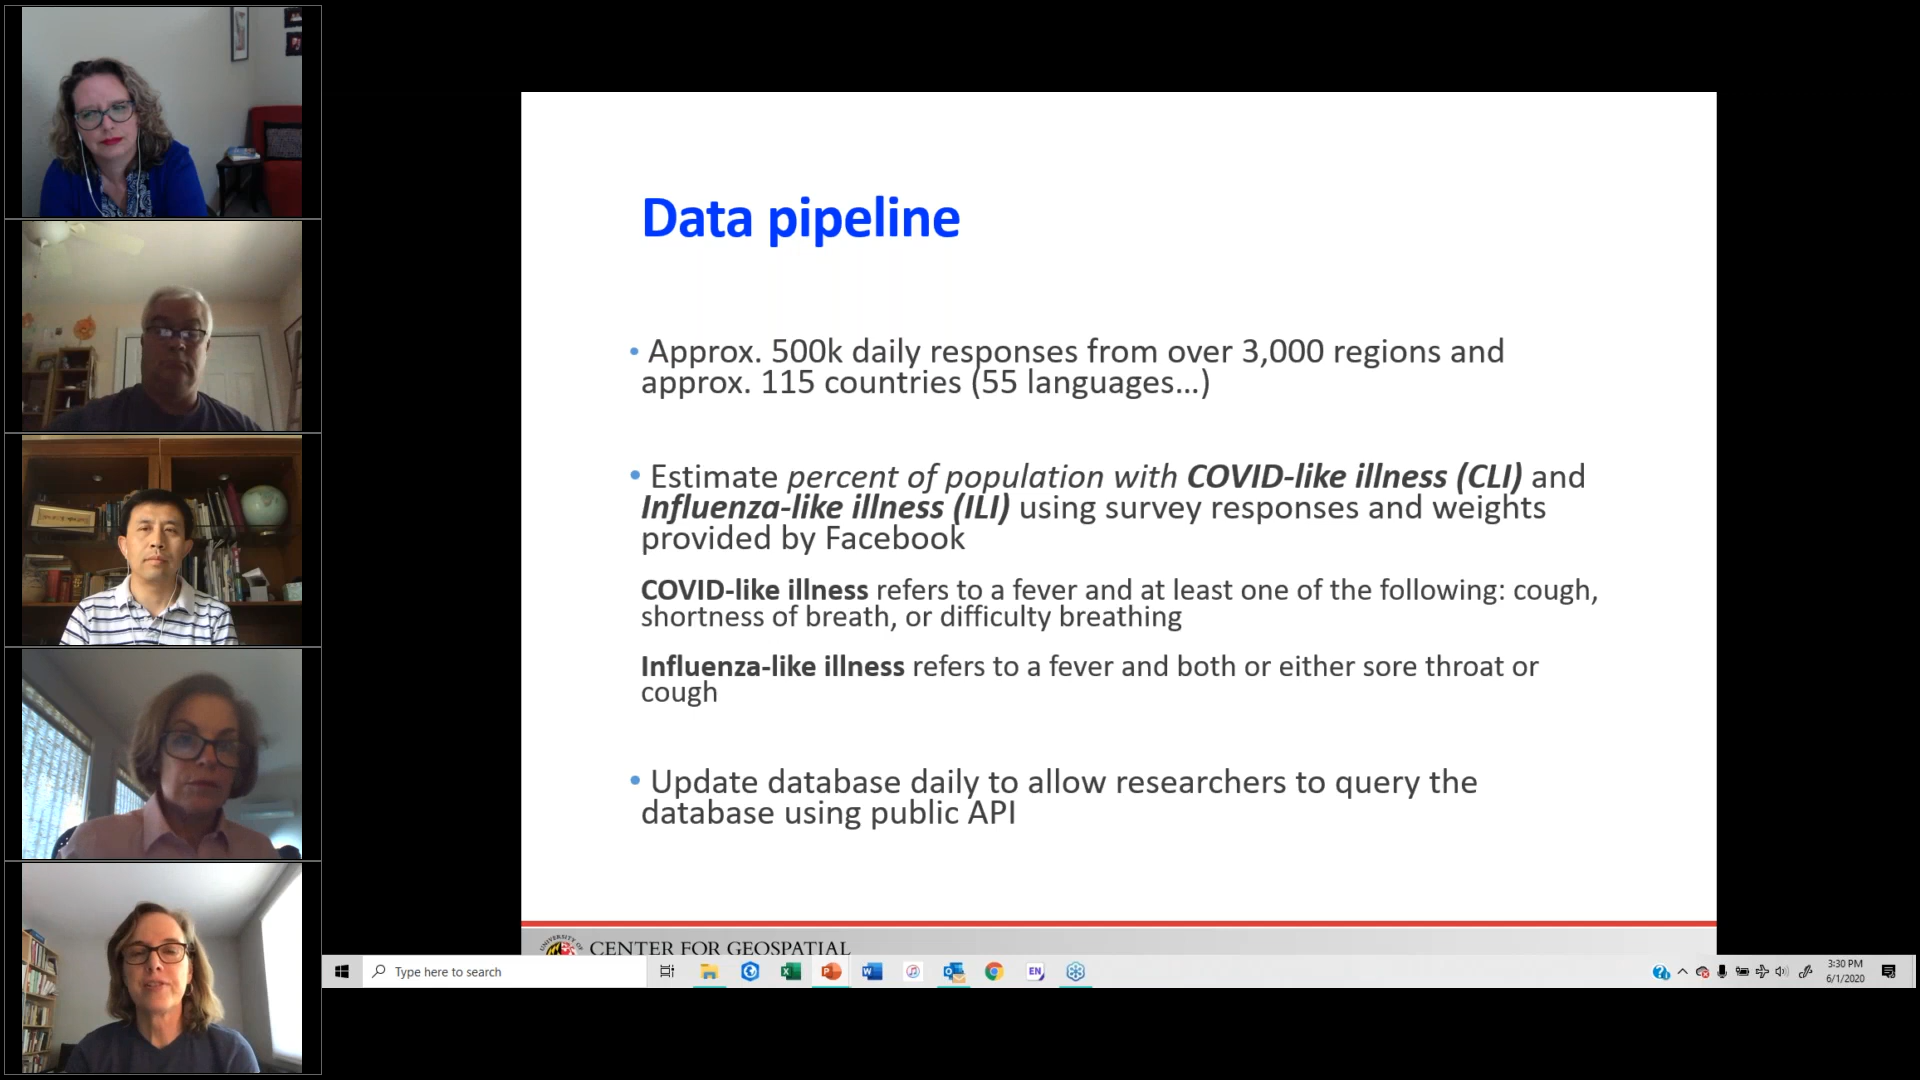 Data pipeline
• Approx. 500k daily responses from over 3,000 regions and
approx. 115 countries (55 languages...)
• Estimate percent of population with COVID-like illness (CLI) and
Influenza-like illness (ILI) using survey responses and weights
provided by Facebook
COVID-like illness refers to a fever and at least one of the following: cough,
shortness of breath, or difficulty breathing
Influenza-like illness refers to a fever and both or either sore throat or
cough
• Update database daily to allow researchers to query the
database using public API
UNIVERSITY OF
CENTER FOR GEOSPATIAL
Type here to search
EN
3:30 PM
6/1/2020